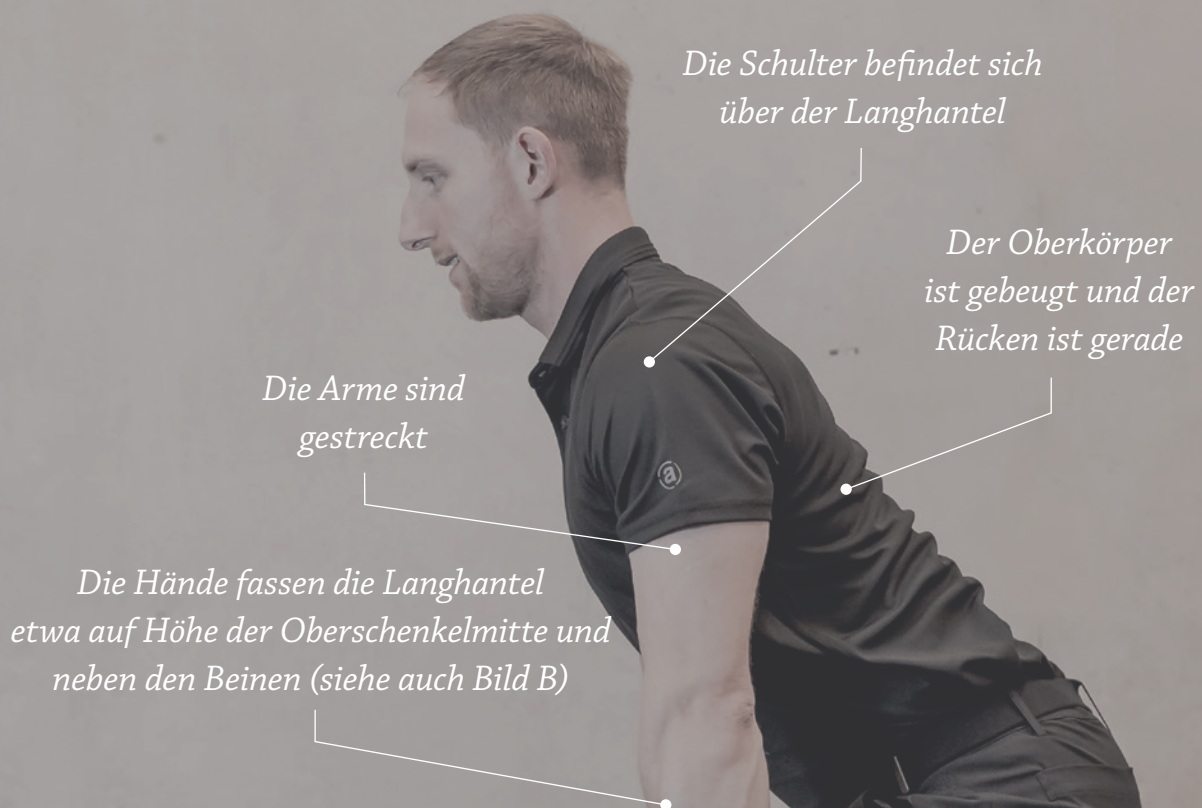 Die Schulter befindet sich
über der Langhantel
Der Oberkörper
ist gebeugt und der
Rücken ist gerade
Die Arme sind
gestreckt
a
Die Hände fassen die Langhantel
etwa auf Höhe der Oberschenkelmitte und
neben den Beinen (siehe auch Bild B)